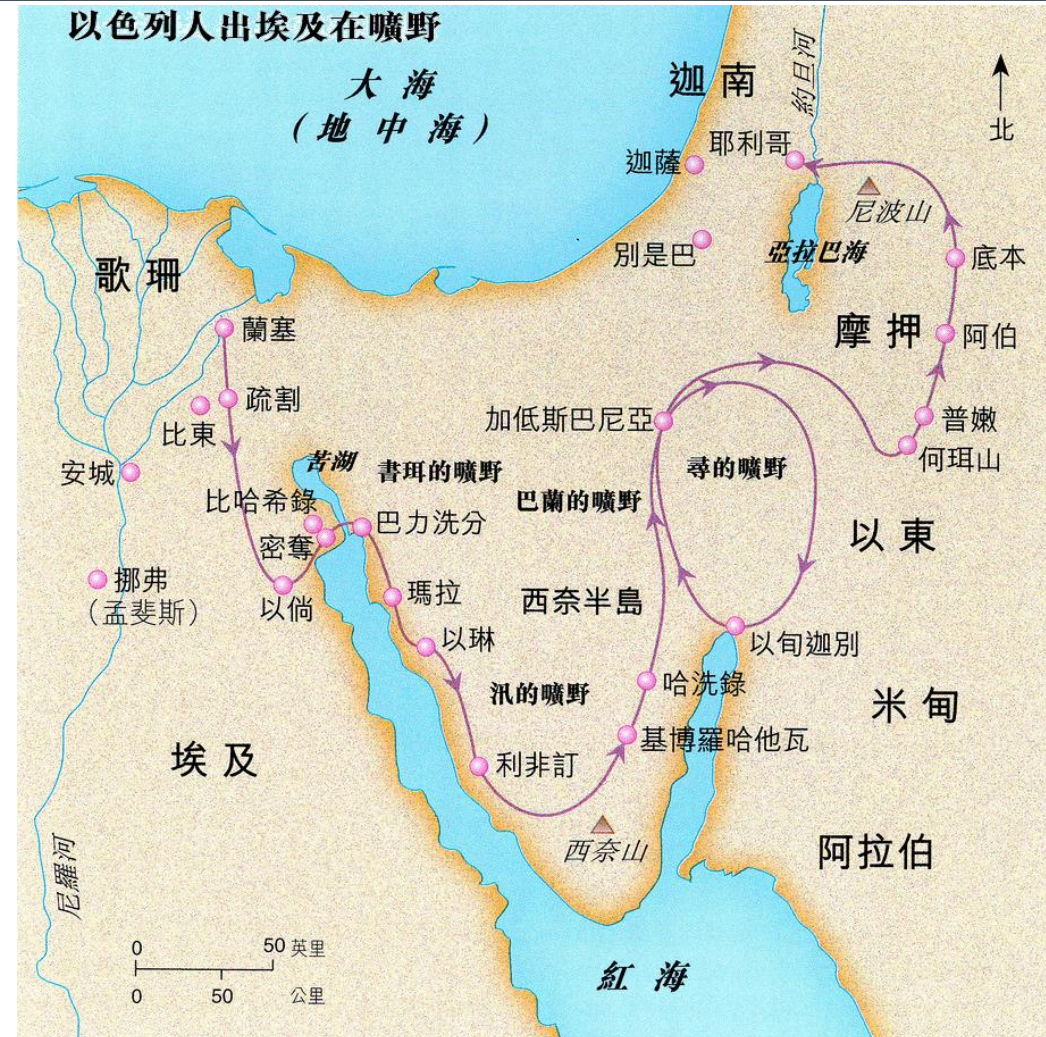 以色列人出埃及在曠野
大海
(地中海)
迦南
約旦河
北
耶利哥
迦薩
尼波山
別是巴
亞拉巴海
底本
歌珊
蘭塞
摩押
阿伯
疏割
比東
加低斯巴尼亞
普嫩
何珥山
安城
苦湖
書珥的曠野
尋的曠野
比哈希錄
巴蘭的曠野
巴力洗分
密奪
以東
挪弗
(孟斐斯)
以倘
瑪拉
西奈半島
以琳
以旬迦別
汛的曠野
哈洗錄
米甸
基博羅哈他瓦
埃及
利非訂
西奈山
阿拉伯
尼羅河
0 50 英里
0 50 公里
紅海